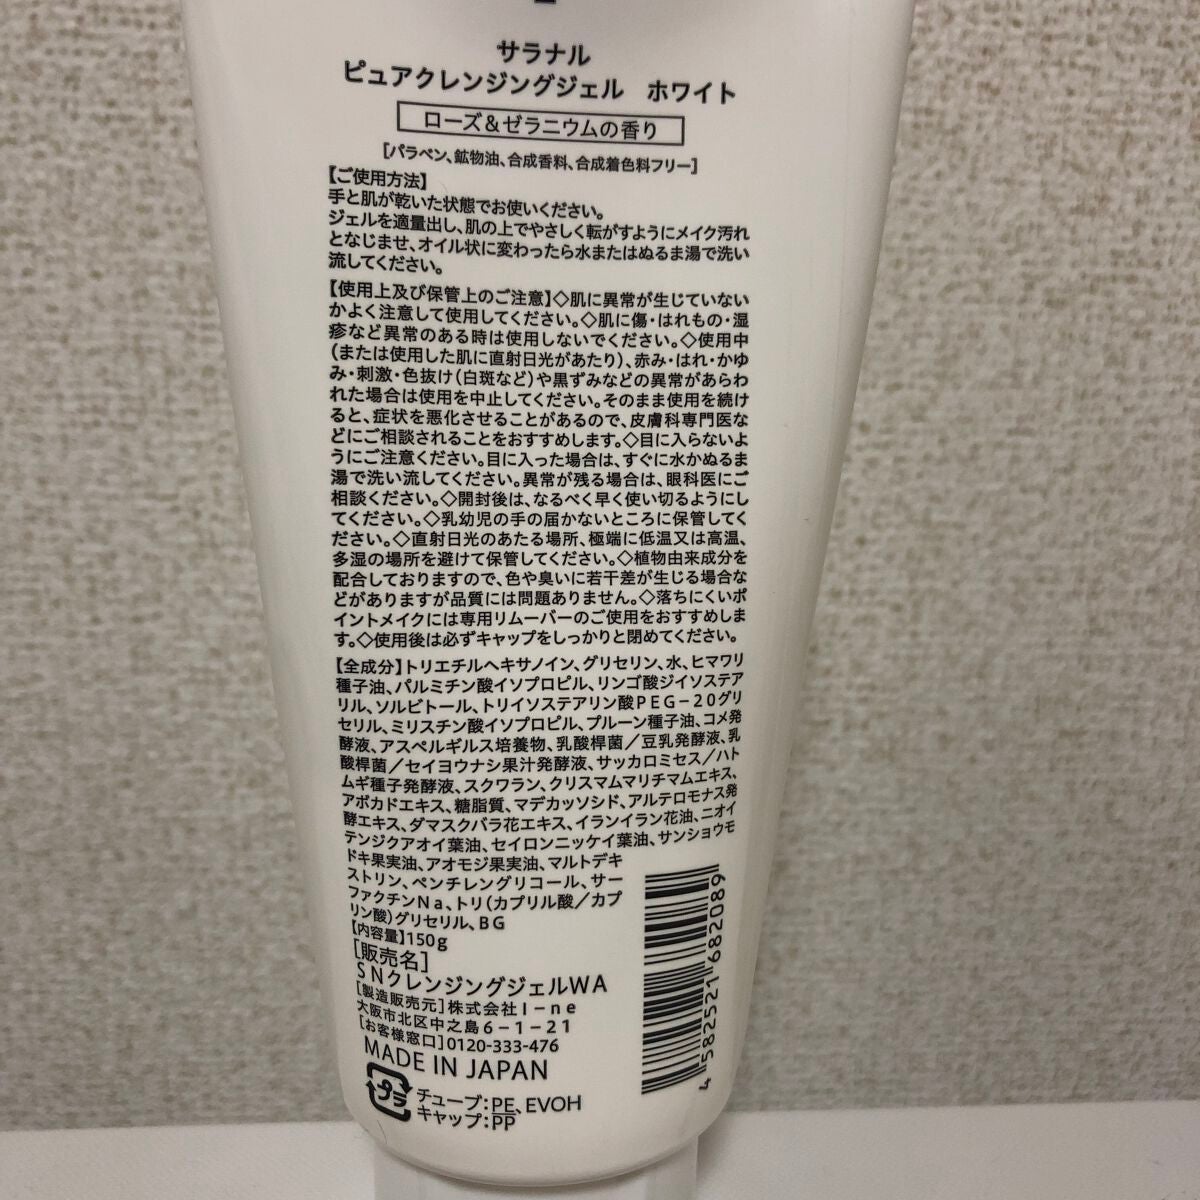 サラナル
ピュアクレンジングジェル ホワイト
ローズ&ゼラニウムの香り
[パラベン、鉱物油、合成香料、合成着色料フリー]
【ご使用方法】
手と肌が乾いた状態でお使いください。
ジェルを適量出し、肌の上でやさしく転がすようにメイク汚れ
となじませ、オイル状に変わったら水またはぬるま湯で洗い
流してください。
【使用上及び保管上のご注意】◇肌に異常が生じていない
かよく注意して使用してください。◇肌に傷・はれもの・湿
疹など異常のある時は使用しないでください。◇使用中
(または使用した肌に直射日光があたり)、赤み・はれ・かゆ
み・刺激・色抜け(白斑など)や黒ずみなどの異常があらわ
れた場合は使用を中止してください。そのまま使用を続け
ると、症状を悪化させることがあるので、皮膚科専門医な
どにご相談されることをおすすめします。◇目に入らないよ
うにご注意ください。目に入った場合は、すぐに水かぬるま
湯で洗い流してください。異常が残る場合は、眼科医にご
相談ください。◇開封後は、なるべく早く使い切るようにし
てください。◇乳幼児の手の届かないところに保管してく
ださい。◇直射日光のあたる場所、極端に低温又は高温、
多湿の場所を避けて保管してください。◇植物由来成分を
配合しておりますので、色や臭いに若干差が生じる場合な
どがありますが品質には問題ありません。◇落ちにくいポ
イントメイクには専用リムーバーのご使用をおすすめしま
す。◇使用後は必ずキャップをしっかりと閉めてください。
【全成分】トリエチルヘキサノイン、グリセリン、水、ヒマワリ
種子油、パルミチン酸イソプロピル、リンゴ酸ジイソステア
リル、ソルビトール、トリイソステアリン酸PEG-20グリ
セリル、ミリスチン酸イソプロピル、プルーン種子油、コメ発
酵液、アスペルギルス培養物、乳酸桿菌/豆乳発酵液、乳
酸桿菌/セイヨウナシ果汁発酵液、サッカロミセス/ハト
ムギ種子発酵液、スクワラン、クリスマムマリチマムエキス、
アボカドエキス、糖脂質、マデカッソシド、アルテロモナス発
酵エキス、ダマスクバラ花エキス、イランイラン花油、ニオイ
テンジクアオイ葉油、セイロンニッケイ葉油、サンショウモ
ドキ果実油、アオモジ果実油、マルトデキ
ストリン、ペンチレングリコール、サー
ファクチンNa、トリ(カプリル酸/カプ
リン酸)グリセリル、BG
【内容量】150g
[販売名]
SNクレンジングジェルWA
[製造販売元]株式会社I-ne
大阪市北区中之島6-1-21
[お客様窓口]0120-333-476
MADE IN JAPAN
プラ
チューブ:PE、EVOH
キャップ:PP
4 582521 682089